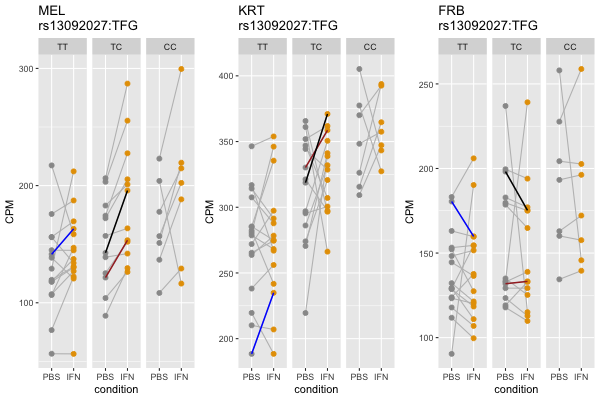 MEL
rs13092027:TFG
TT TC CC
300
200
100
CPM
PBS IFN PBS IFN PBS IFN
condition
KRT
rs13092027:TFG
TT TC CC
400
350
300
250
200
CPM
PBS IFN PBS IFN PBS IFN
condition
FRB
rs13092027:TFG
TT TC CC
250
200
150
100
CPM
PBS IFN PBS IFN PBS IFN
condition